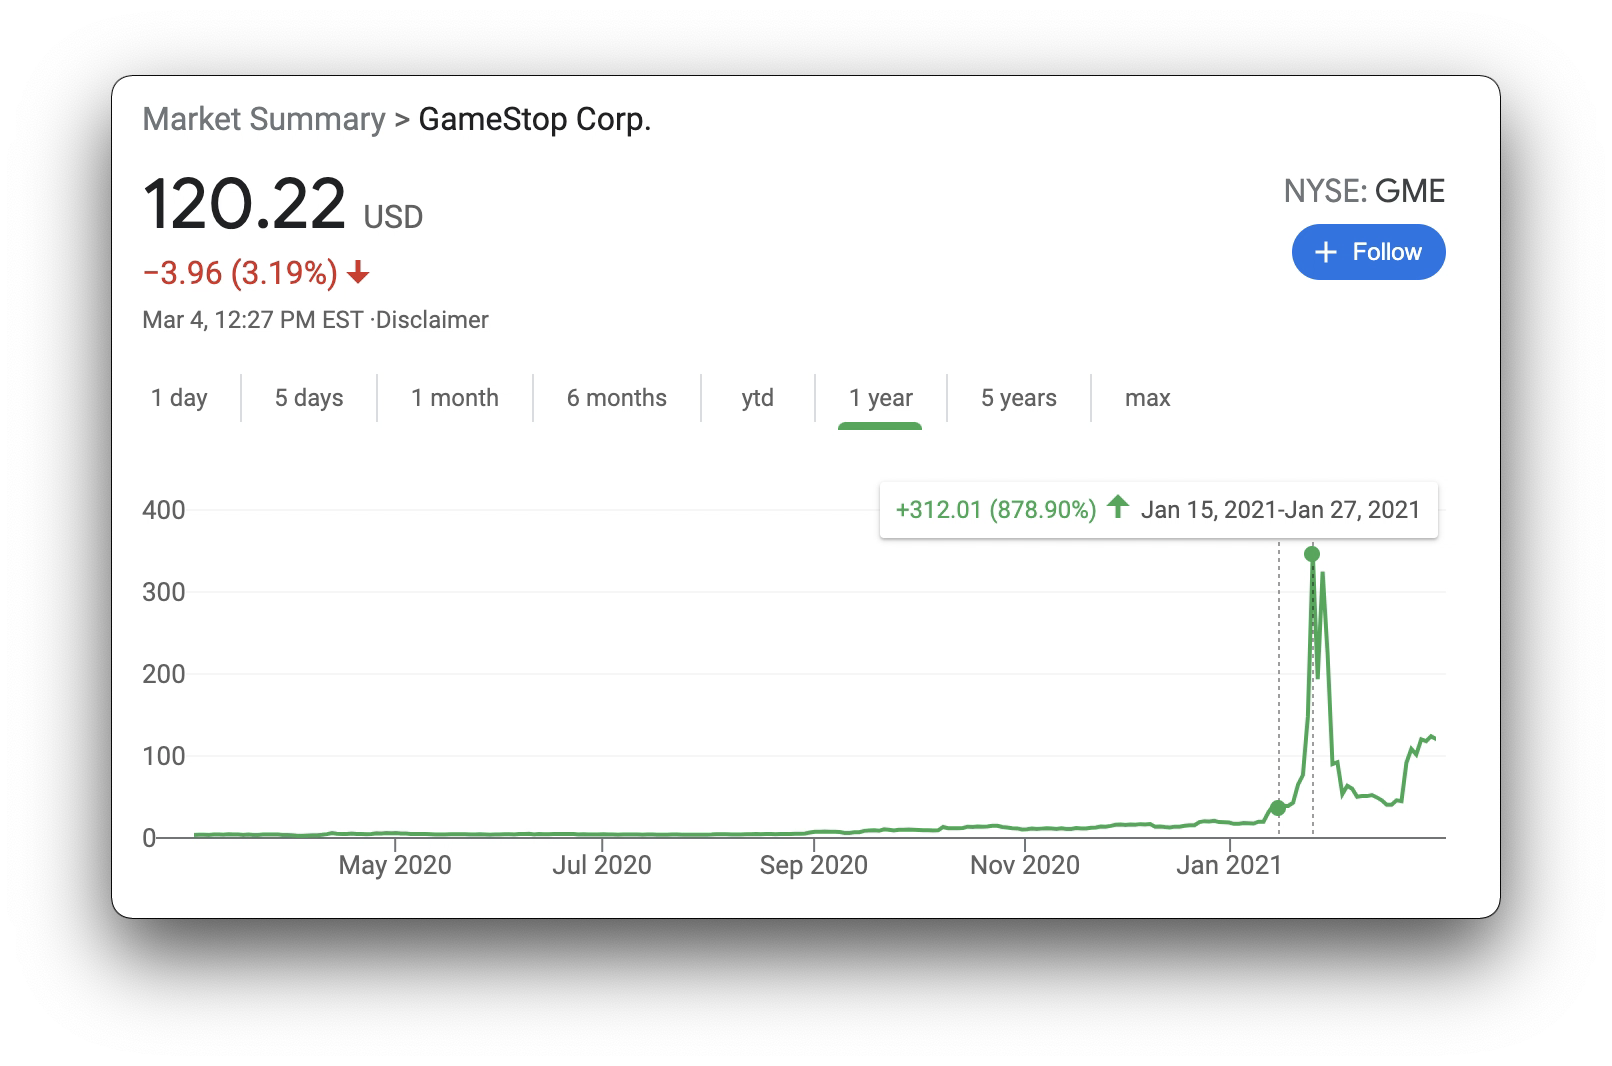 Market Summary > GameStop Corp.
120.22 USD
NYSE: GME
−3.96 (3.19%)
+ Follow
Mar 4, 12:27 PM EST ·Disclaimer
1 day 5 days 1 month 6 months ytd 1 year 5 years max
+312.01 (878.90%) Jan 15, 2021-Jan 27, 2021
400
300
200
100
0
May 2020 Jul 2020 Sep 2020 Nov 2020 Jan 2021